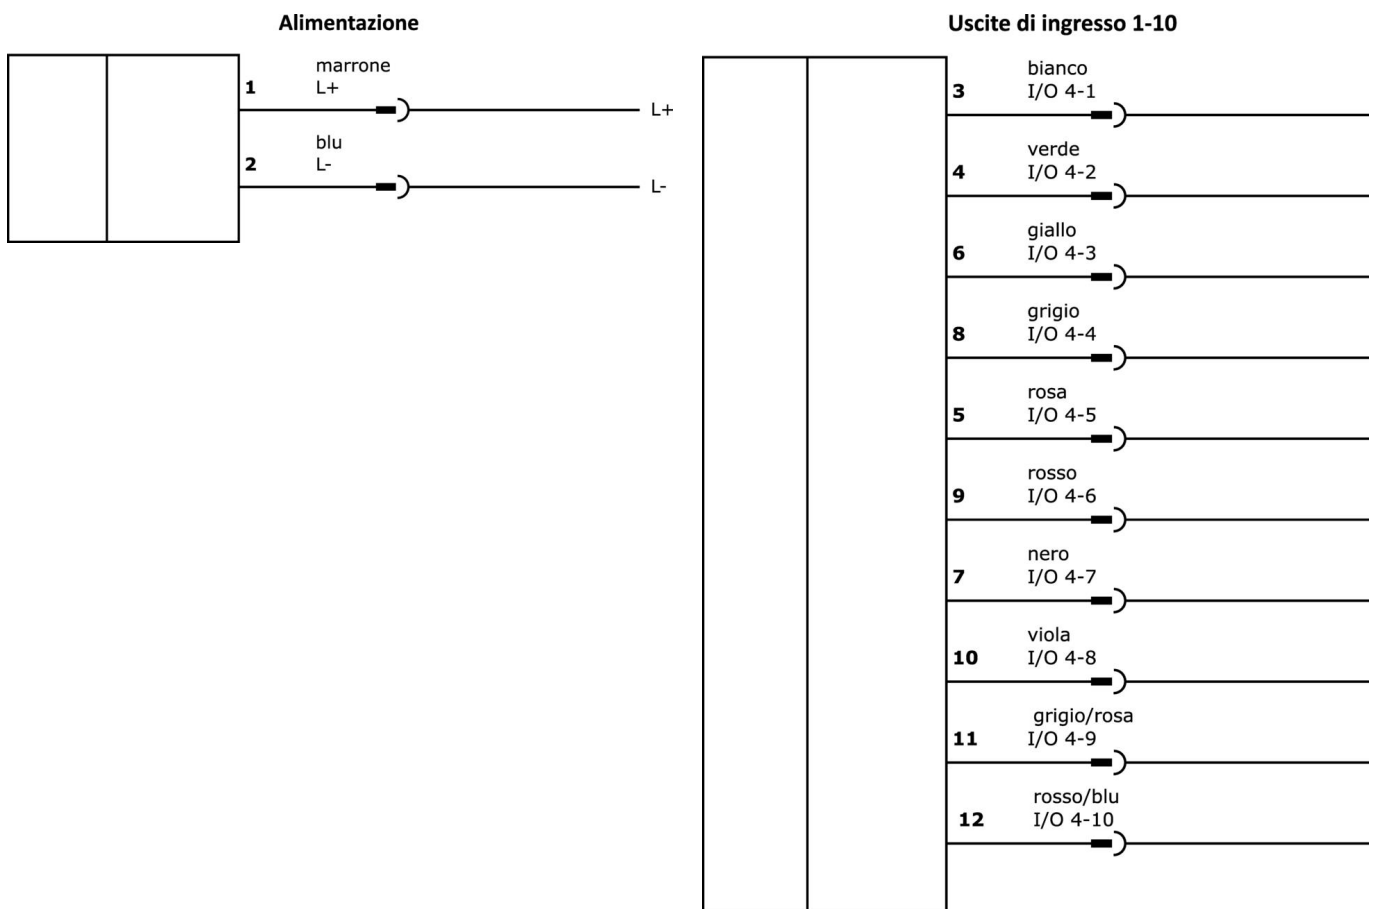 Alimentazione
1
marrone
L+
L+
2
blu
L-
L-
Uscite di ingresso 1-10
3
bianco
I/O 4-1
4
verde
I/O 4-2
6
giallo
I/O 4-3
8
grigio
I/O 4-4
5
rosa
I/O 4-5
9
rosso
I/O 4-6
7
nero
I/O 4-7
10
viola
I/O 4-8
11
grigio/rosa
I/O 4-9
12
rosso/blu
I/O 4-10